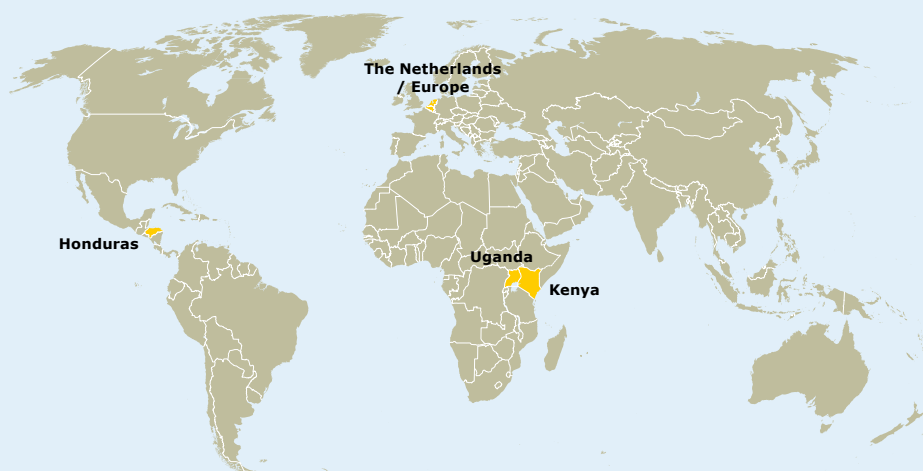 The Netherlands
/ Europe
Honduras
Uganda
Kenya